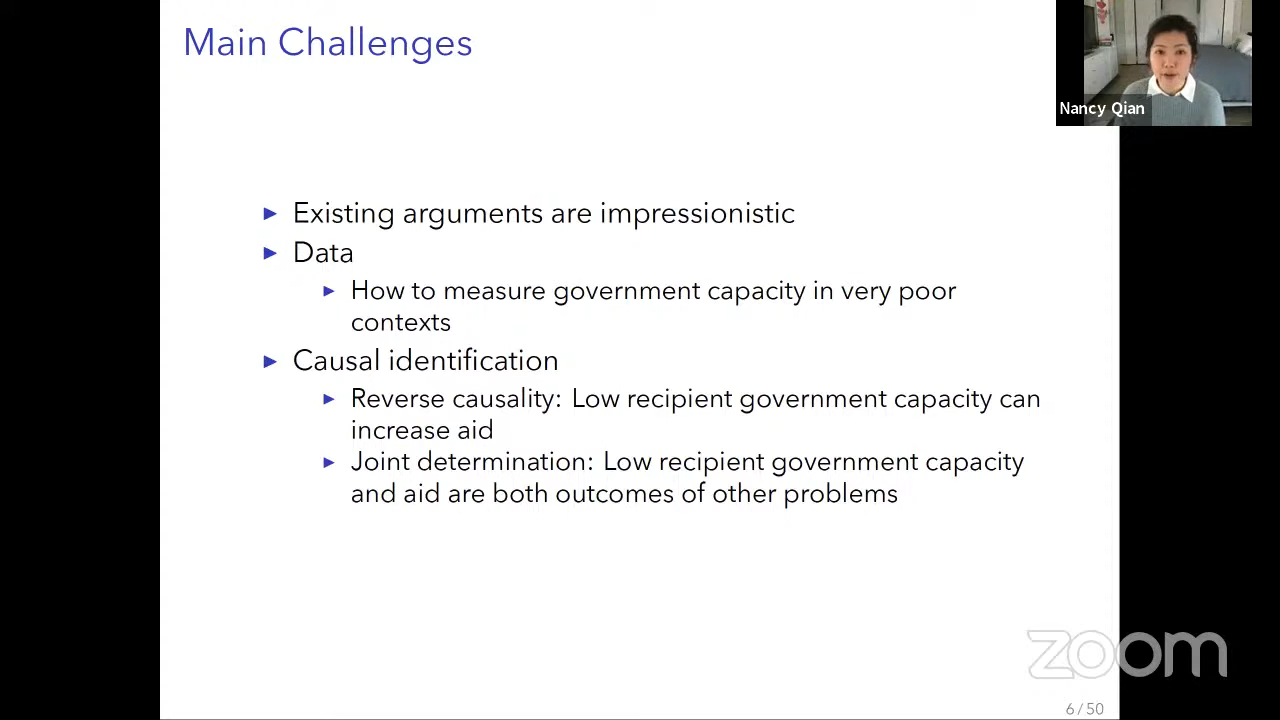 Main Challenges
Nancy Qian
Existing arguments are impressionistic
Data
How to measure government capacity in very poor
contexts
Causal identification
Reverse causality: Low recipient government capacity can
increase aid
Joint determination: Low recipient government capacity
and aid are both outcomes of other problems
zoom
6 / 50